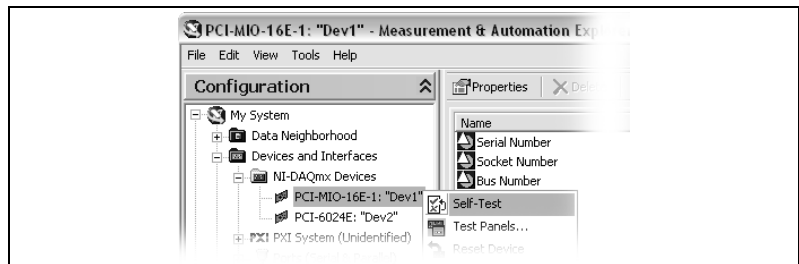 PCI-MIO-16E-1: "Dev1" - Measurement & Automation Exp
File Edit View Tools Help
Configuration
Properties Dele
My System
Data Neighborhood
Devices and Interfaces
NI-DAQmx Devices
PCI-MIO-16E-1: "Dev1"
PCI-6024E: "Dev2"
PXI PXI System (Unidentified)
Name
Serial Number
Socket Number
Bus Number
Self-Test
Test Panels...
Reset Device